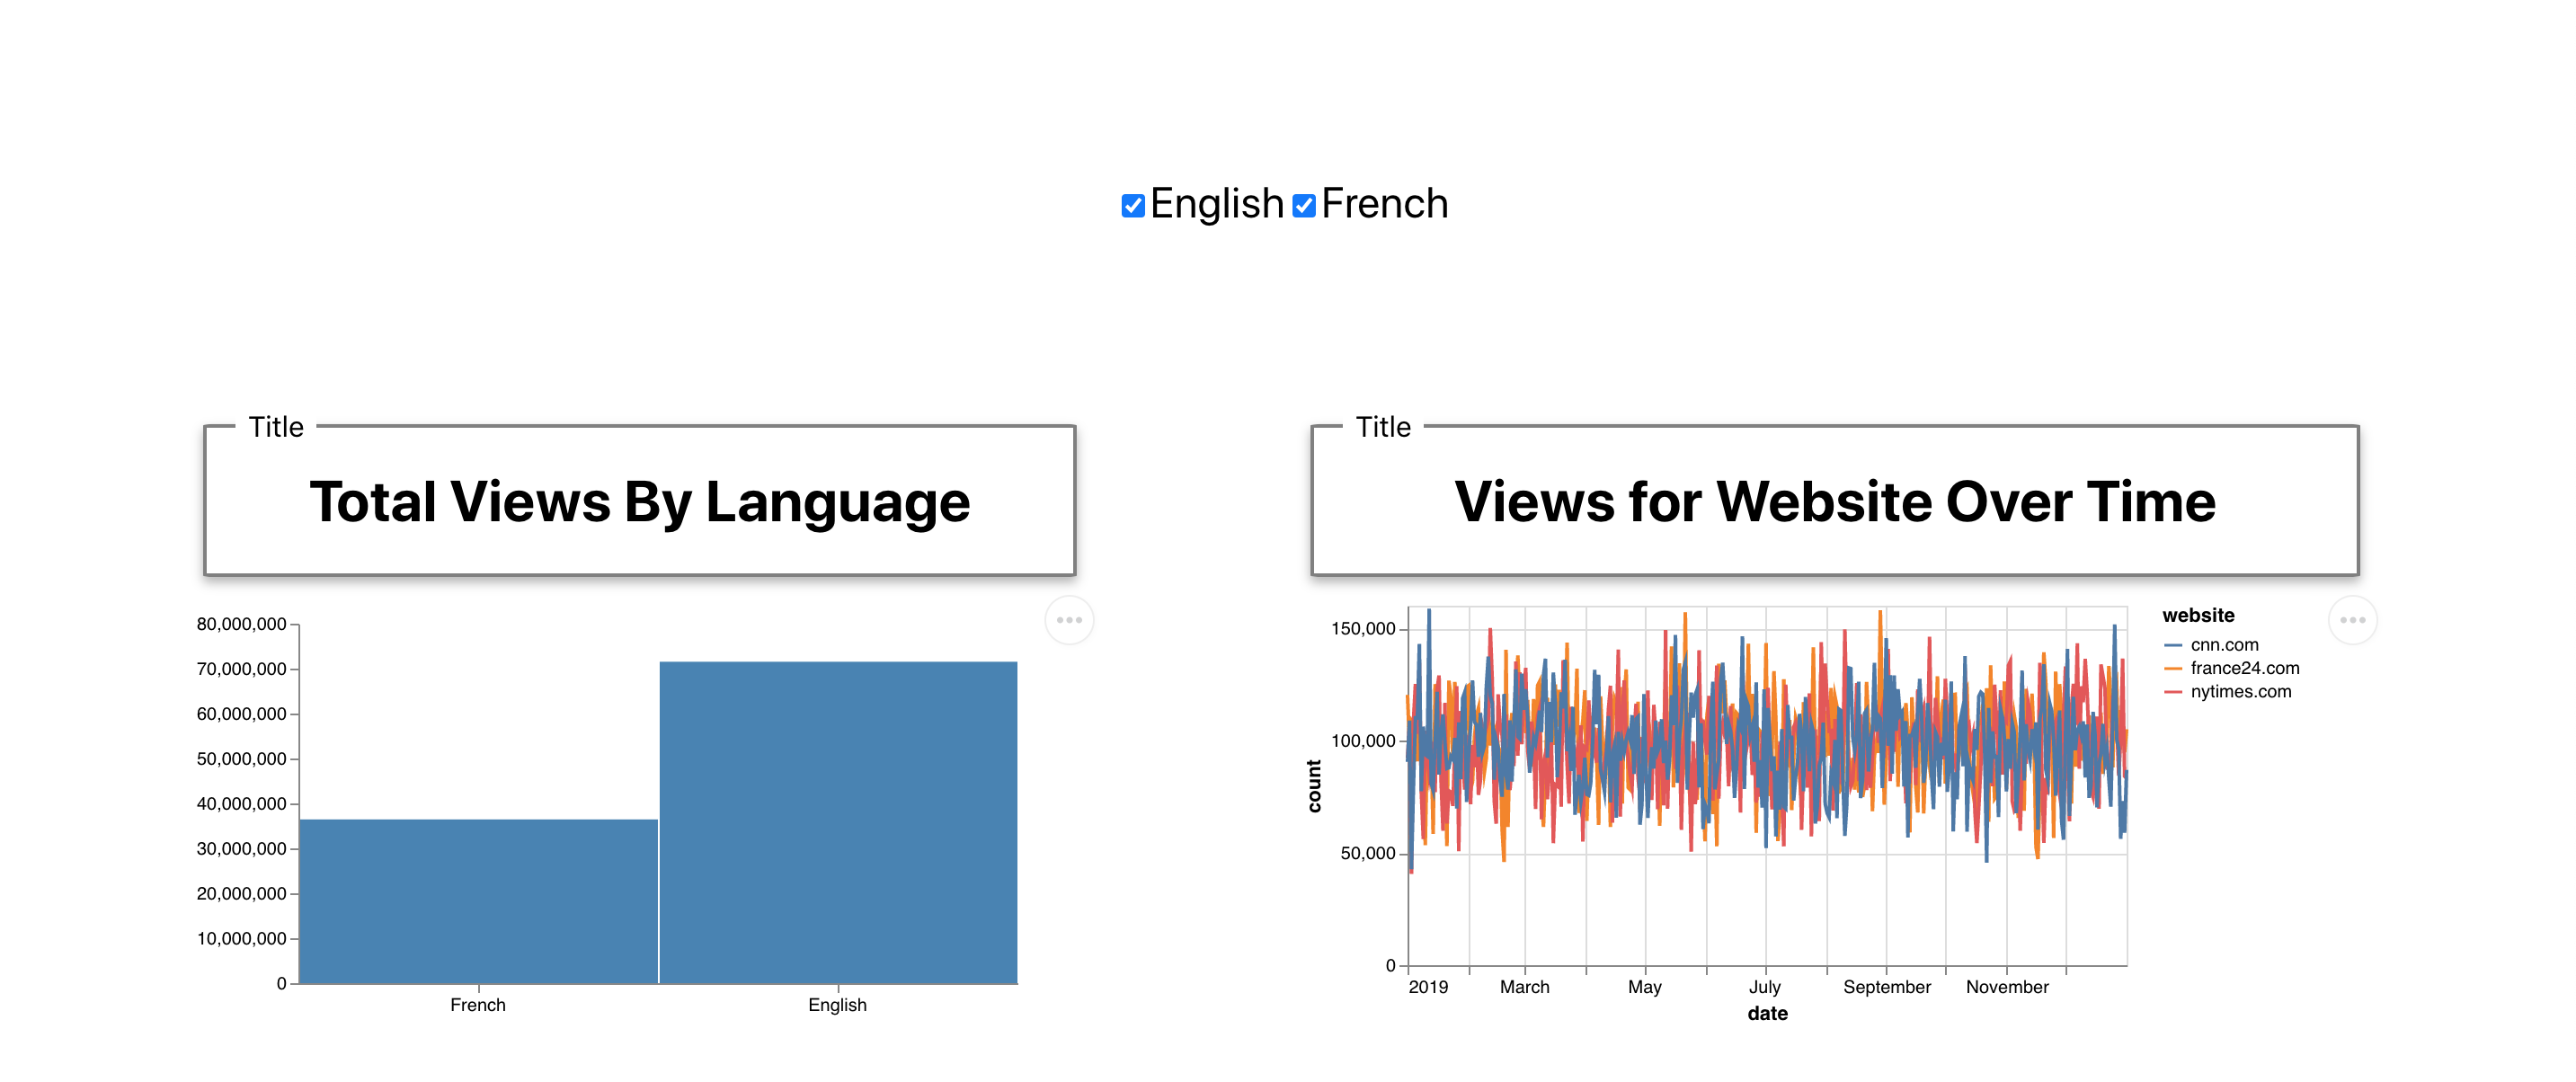 English French
Title
Total Views By Language
80,000,000
70,000,000
60,000,000
50,000,000
40,000,000
30,000,000
20,000,000
10,000,000
0
French English
Title
Views for Website Over Time
count
150,000
100,000
50,000
0
2019 March May July September November
date
website
cnn.com
france24.com
nytimes.com